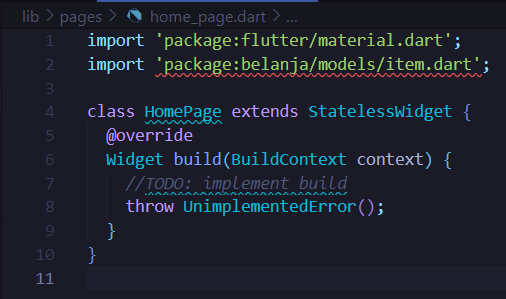 lib > pages > home_page.dart > ...
1 import 'package:flutter/material.dart';
2 import 'package:belanja/models/item.dart';
3
4 class HomePage extends StatelessWidget {
5 @override
6 Widget build(BuildContext context) {
7 //TODO: implement build
8 throw UnimplementedError();
9 }
10 }
11